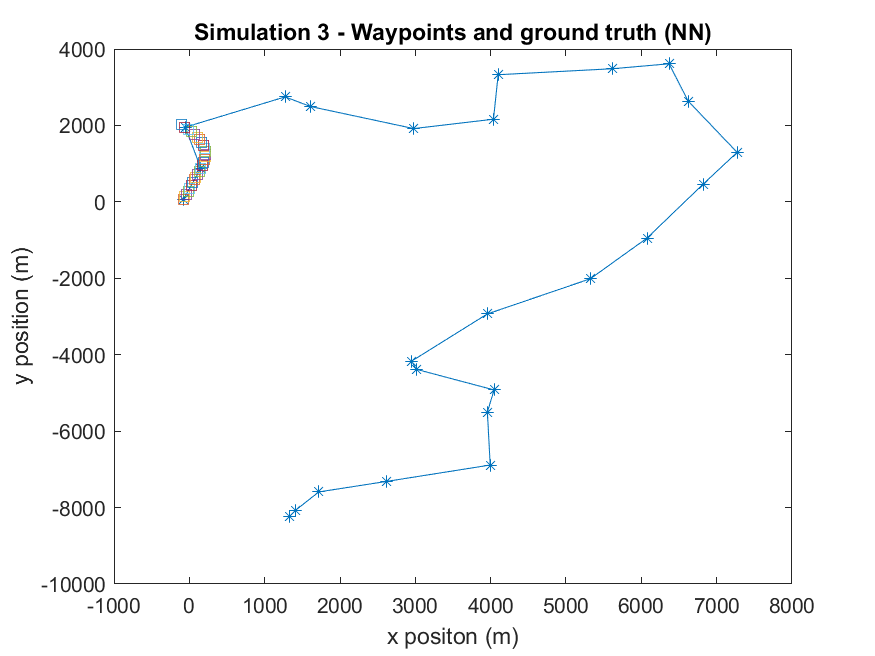 Simulation 3 - Waypoints and ground truth (NN)
4000
2000
0
-2000
-4000
-6000
-8000
-10000
y position (m)
-1000 0 1000 2000 3000 4000 5000 6000 7000 8000
x positon (m)